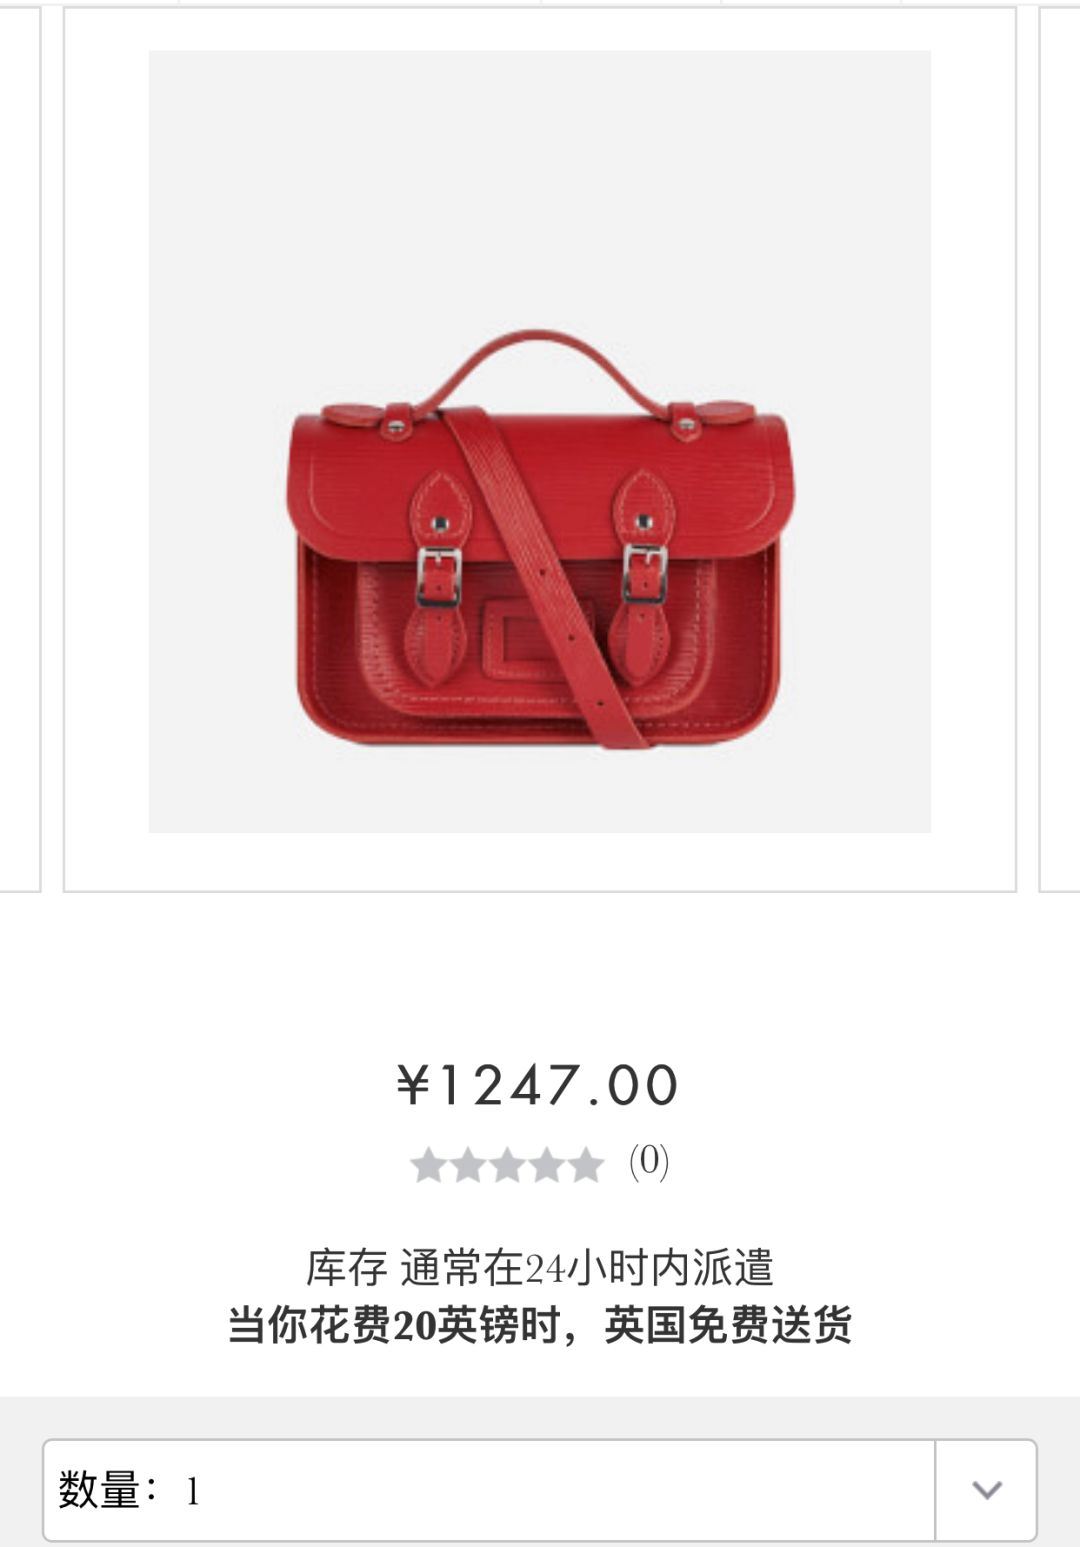 ¥1247.00
(0)
库存 通常在24小时内派遣
当你花费20英镑时，英国免费送货
数量： 1